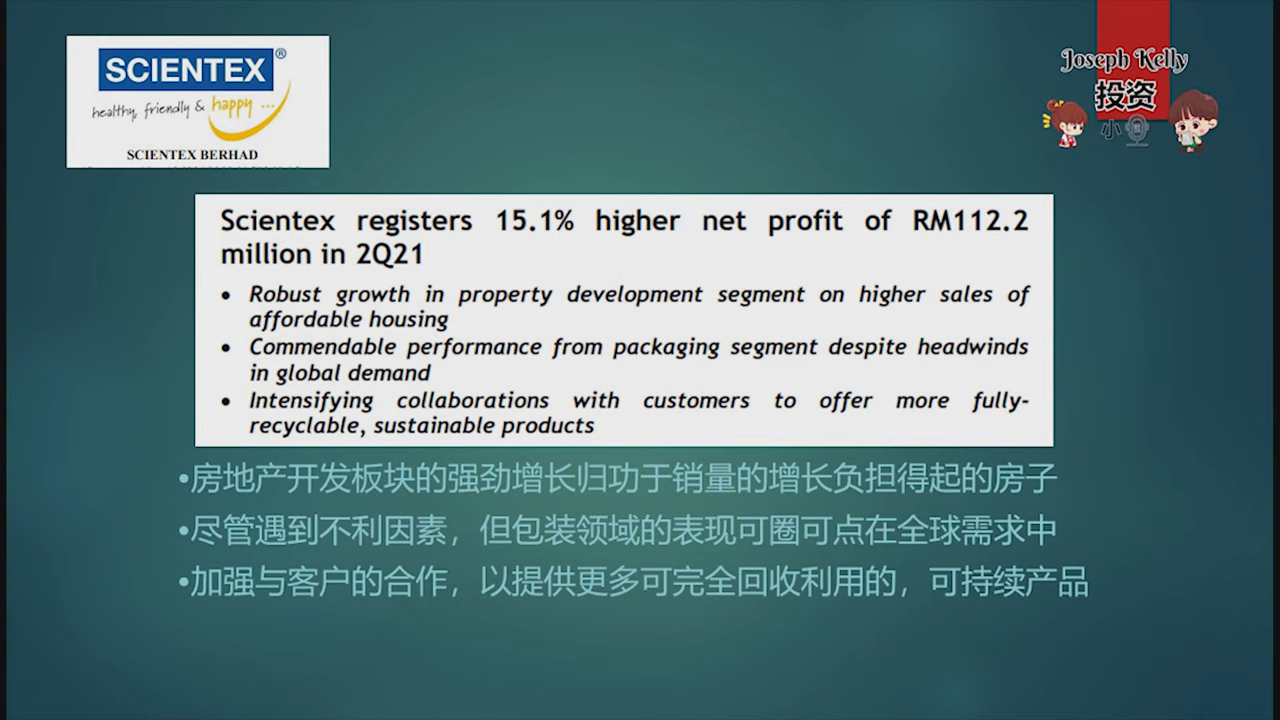 SCIENTEX®
healthy, friendly & happy ...
SCIENTEX BERHAD
Joseph Kelly
投资
小
Scientex registers 15.1% higher net profit of RM112.2
million in 2Q21
• Robust growth in property development segment on higher sales of
affordable housing
• Commendable performance from packaging segment despite headwinds
in global demand
• Intensifying collaborations with customers to offer more fully-
recyclable, sustainable products
•房地产开发板块的强劲增长归功于销量的增长负担得起的房子
•尽管遇到不利因素，但包装领域的表现可圈可点在全球需求中
•加强与客户的合作，以提供更多可完全回收利用的，可持续产品